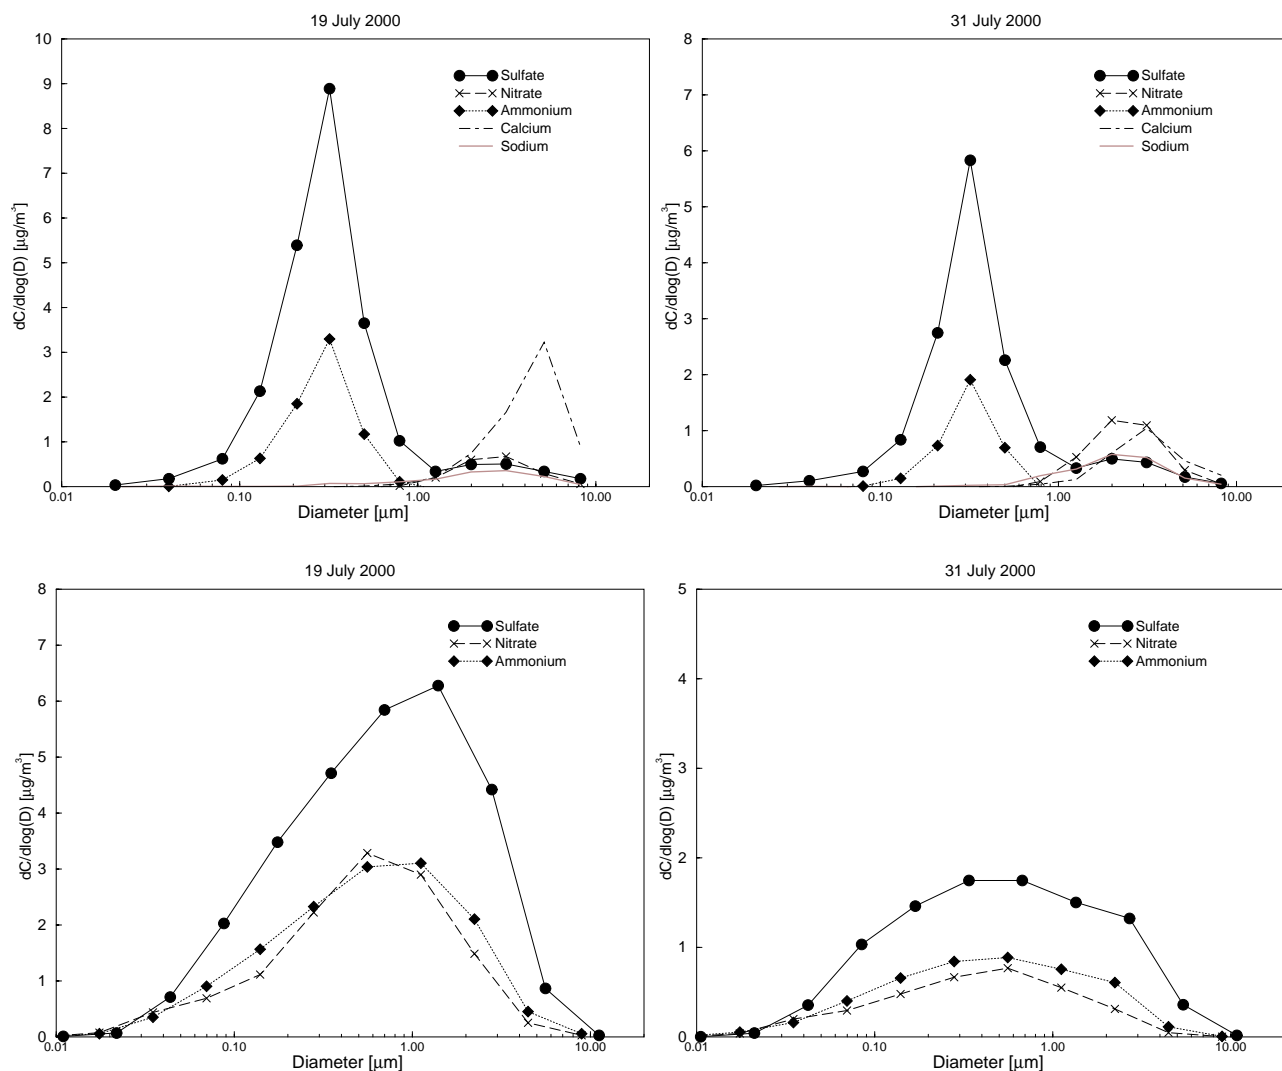 19 July 2000
10
9
8
7
6
5
4
3
2
1
0
dC/dlog(D) [μg/m³]
0.01
0.10
1.00
10.00
Diameter [μm]
Sulfate
Nitrate
Ammonium
Calcium
Sodium
31 July 2000
8
7
6
5
4
3
2
1
0
dC/dlog(D) [μg/m³]
0.01
0.10
1.00
10.00
Diameter [μm]
Sulfate
Nitrate
Ammonium
Calcium
Sodium
19 July 2000
8
7
6
5
4
3
2
1
0
dC/dlog(D) [μg/m³]
0.01
0.10
1.00
10.00
Diameter [μm]
Sulfate
Nitrate
Ammonium
31 July 2000
5
4
3
2
1
0
dC/dlog(D) [μg/m³]
0.01
0.10
1.00
10.00
Diameter [μm]
Sulfate
Nitrate
Ammonium